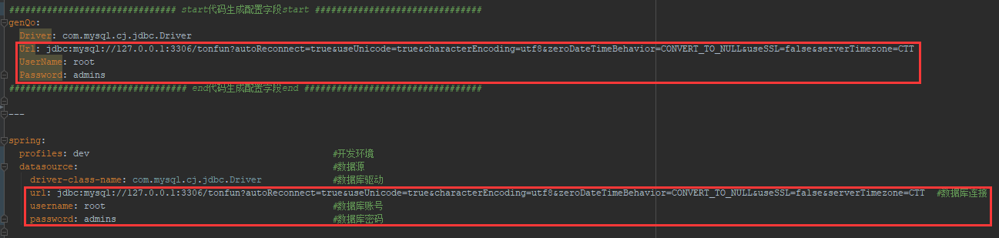 ############################### start代码生成配置字段start ###############################
genQo:
Driver: com.mysql.cj.jdbc.Driver
Url: jdbc:mysql://127.0.0.1:3306/tonfun?autoReconnect=true&useUnicode=true&characterEncoding=utf8&zeroDateTimeBehavior=CONVERT_TO_NULL&useSSL=false&serverTimezone=CTT
UserName: root
Password: admins
################################# end代码生成配置字段end #################################
---
spring:
profiles: dev #开发环境
datasource: #数据源
driver-class-name: com.mysql.cj.jdbc.Driver #数据库驱动
url: jdbc:mysql://127.0.0.1:3306/tonfun?autoReconnect=true&useUnicode=true&characterEncoding=utf8&zeroDateTimeBehavior=CONVERT_TO_NULL&useSSL=false&serverTimezone=CTT #数据库连接
username: root #数据库账号
password: admins #数据库密码